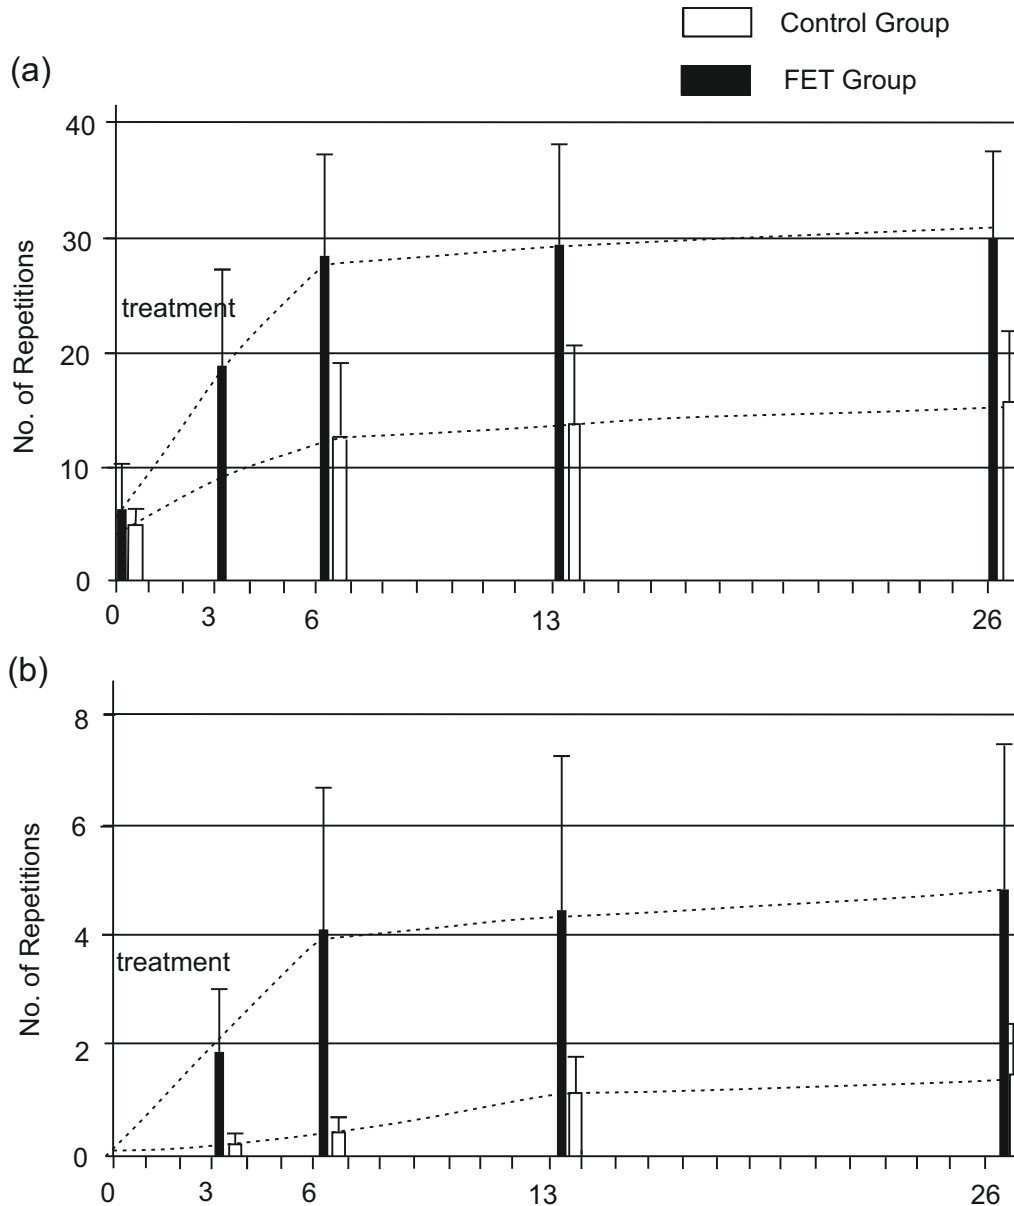 Control Group
(a)
FET Group
40
30
20
10
0
No. of Repetitions
treatment
0 3 6 13 26
(b)
8
6
4
2
0
No. of Repetitions
treatment
0 3 6 13 26